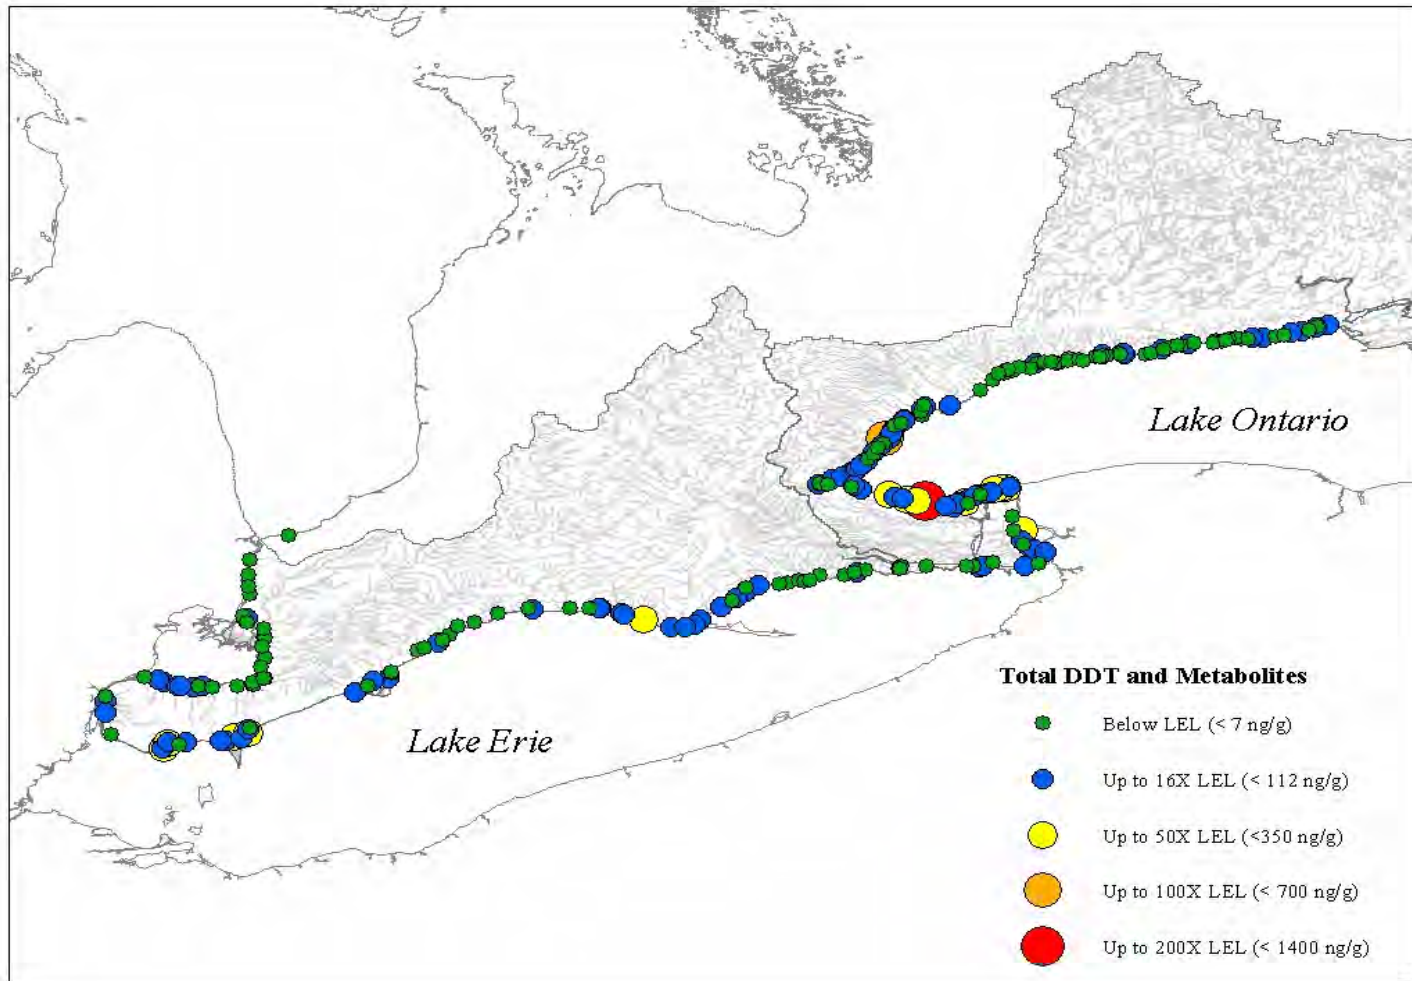 Lake Ontario
Lake Erie
Total DDT and Metabolites
Below LEL (< 7 ng/g)
Up to 16X LEL (< 112 ng/g)
Up to 50X LEL (<350 ng/g)
Up to 100X LEL (< 700 ng/g)
Up to 200X LEL (< 1400 ng/g)